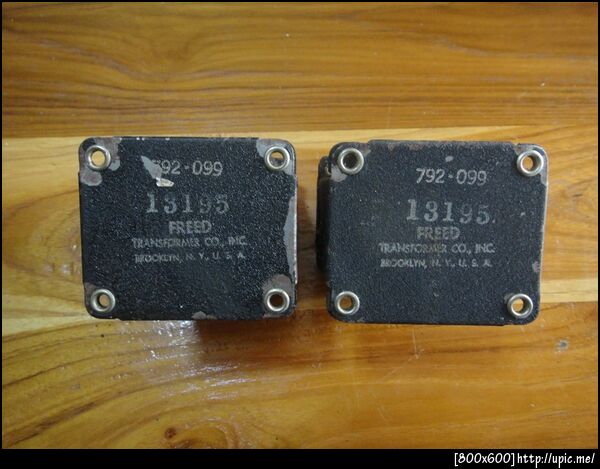 792-099
13195
FREED
TRANSFORMER CO., INC.
BROOKLYN, N. Y., U. S. A.
792-099
13195
FREED
TRANSFORMER CO., INC.
BROOKLYN, N. Y., U. S. A.
[800x600]http://upic.me/